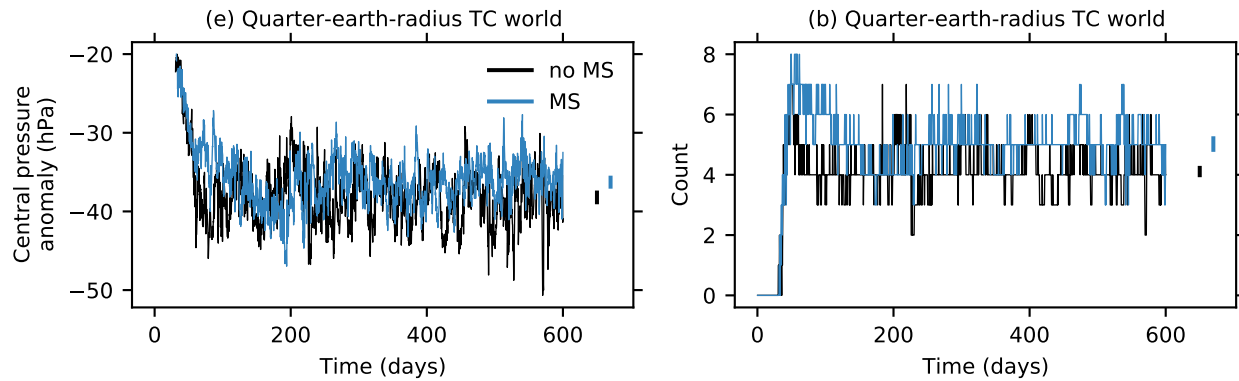 (e) Quarter-earth-radius TC world
−20
−30
−40
−50
Central pressure
anomaly (hPa)
no MS
MS
0
200
400
600
Time (days)
(b) Quarter-earth-radius TC world
8
6
4
2
0
Count
0
200
400
600
Time (days)